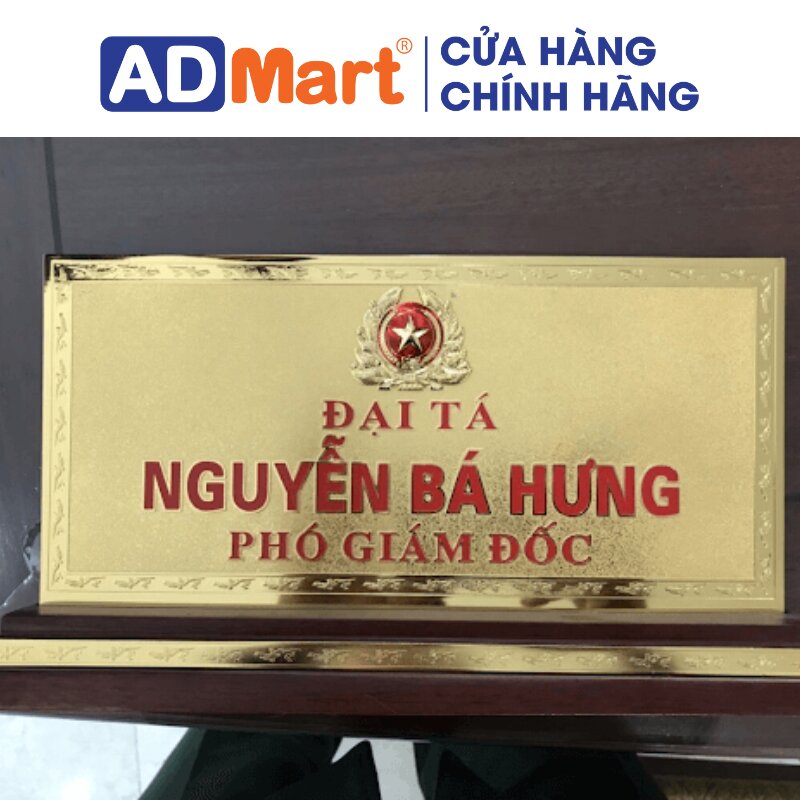 ADMart® CỬA HÀNG
CHÍNH HÃNG
ĐẠI TÁ
NGUYỄN BÁ HƯNG
PHÓ GIÁM ĐỐC